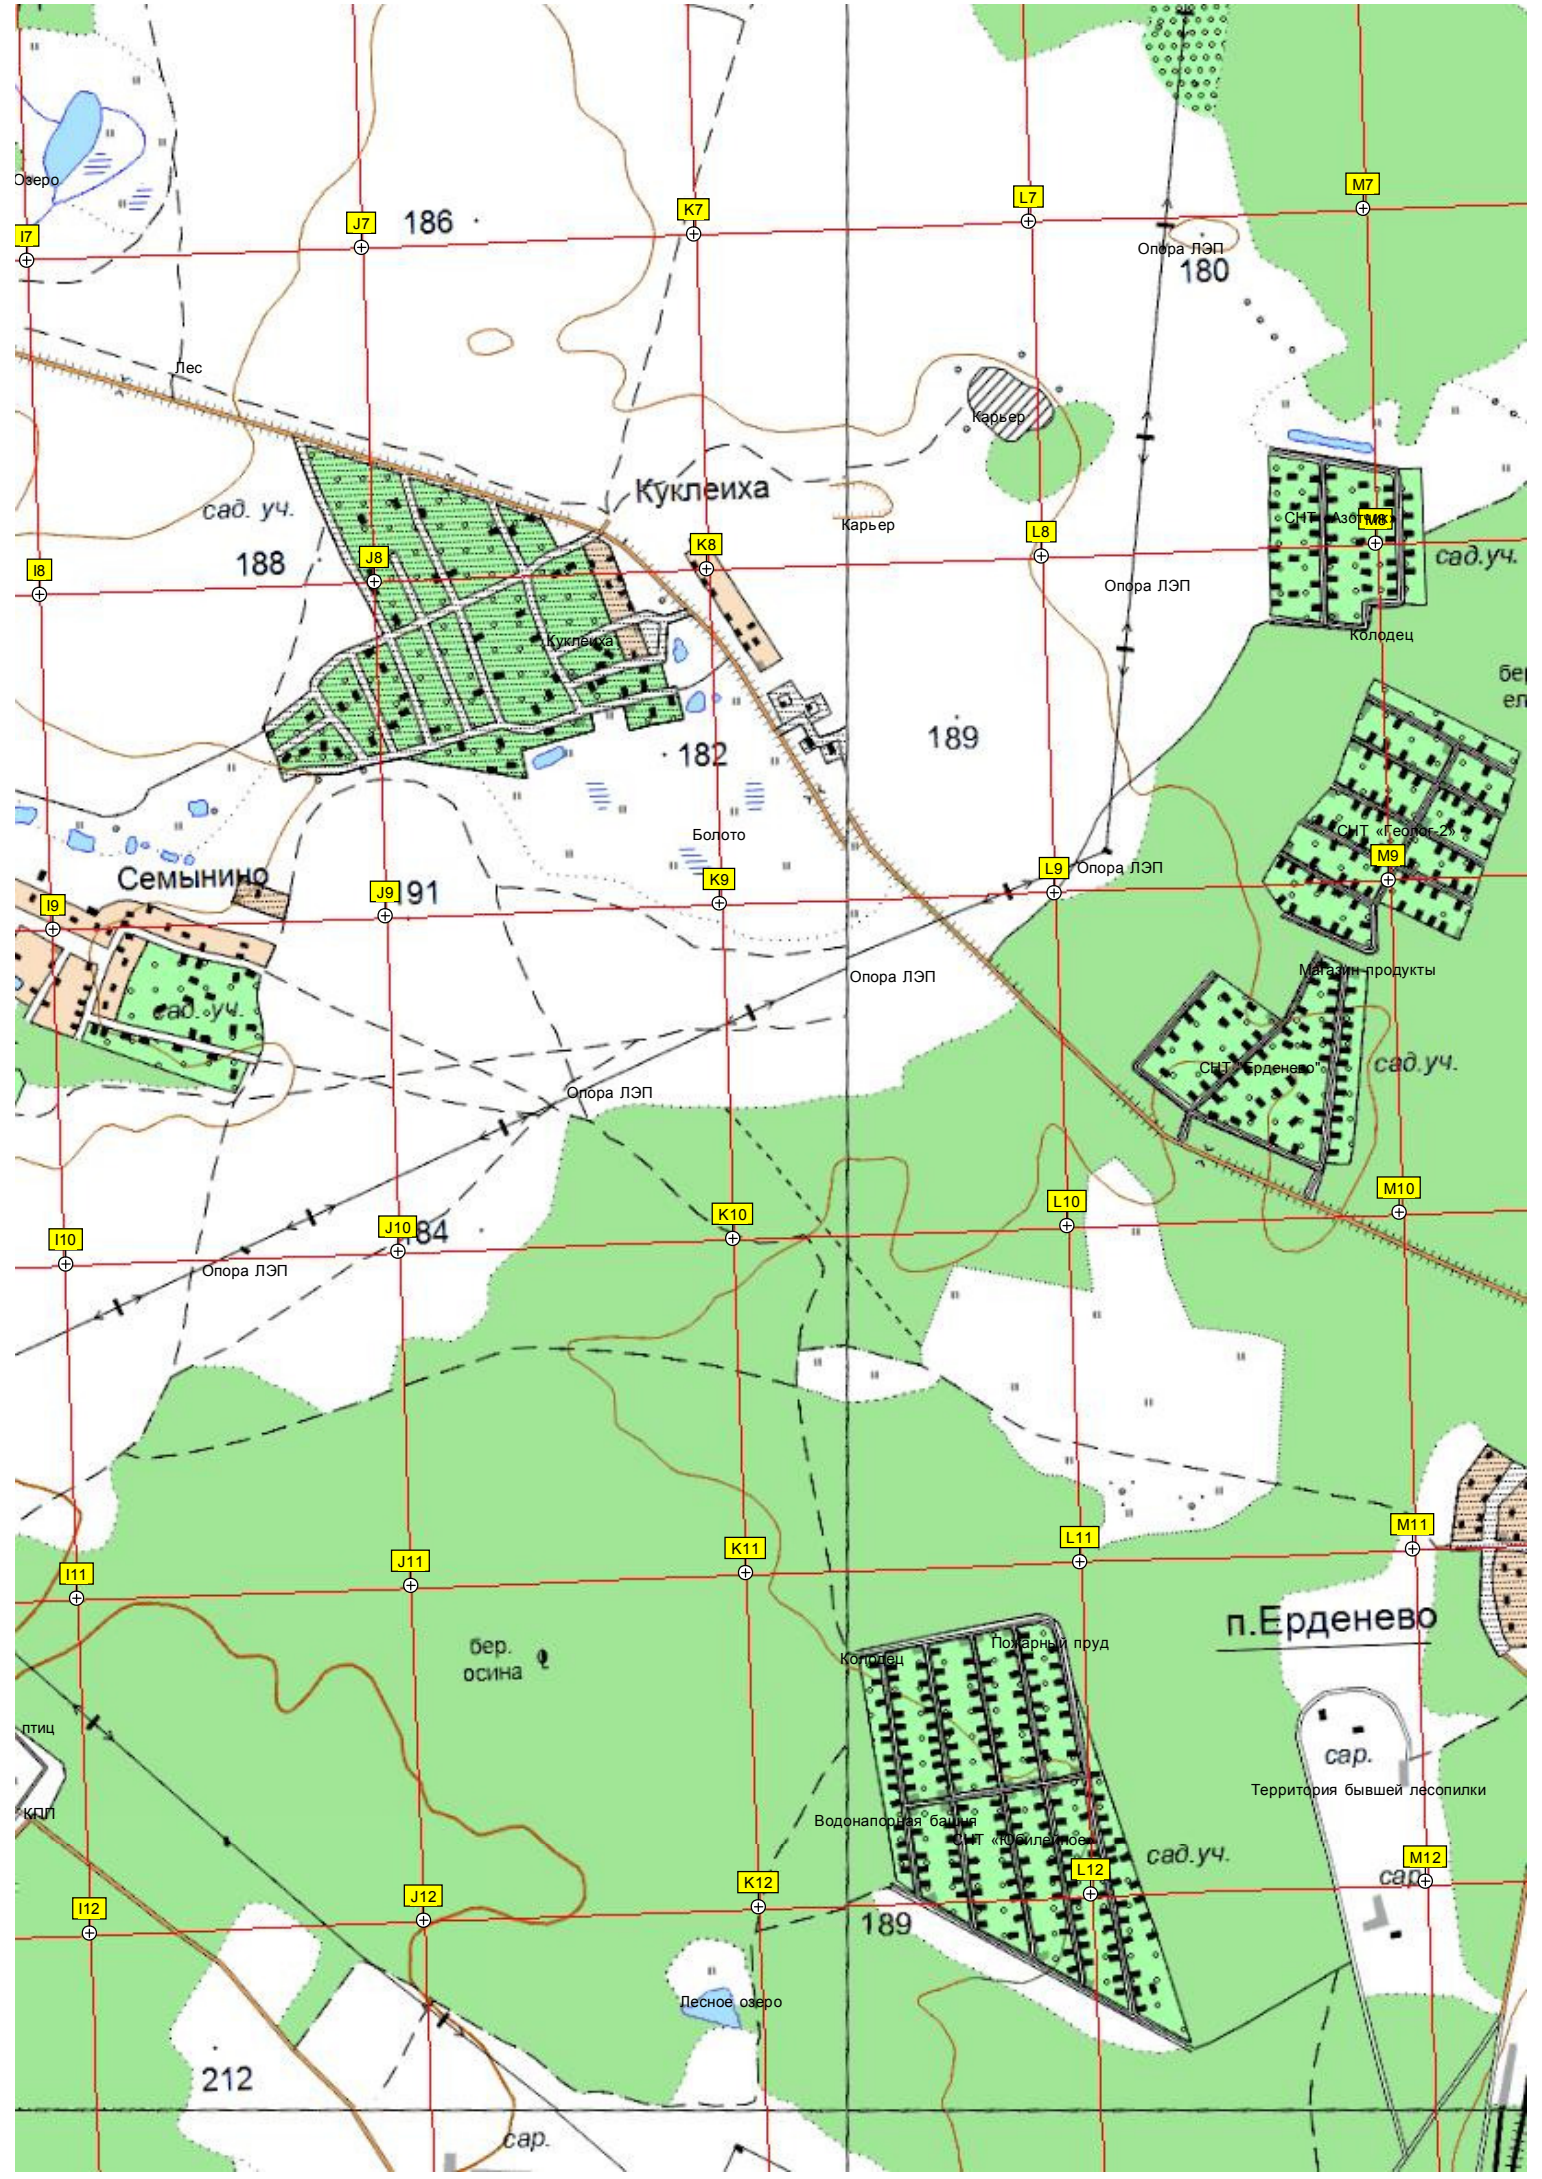 Озеро
M7
L7
K7
J7
186
I7
Опора ЛЭП
180
Лес
Карьер
Куклеиха
сад. уч.
Карьер
СНТ «Азотчик»
M8
L8
K8
сад.уч.
188
J8
I8
Опора ЛЭП
Колодец
Куклеиха
189
182
СНТ «Геолог-2»
Болото
M9
L9
Опора ЛЭП
Семынино
K9
J9
I9
Магазин продукты
Опора ЛЭП
сад. уч.
СНТ "Ерденево"
сад.уч.
Опора ЛЭП
M10
L10
K10
J10
I10
Опора ЛЭП
M11
L11
K11
J11
I11
п.Ерденево
бер.
осина
Пожарный пруд
Колодец
птиц
сар.
Территория бывшей лесопилки
КПП
Водонапорная башня
СНТ «Юбилейное»
сад.уч.
M12
L12
сар
K12
J12
I12
189
Лесное озеро
212
сар.